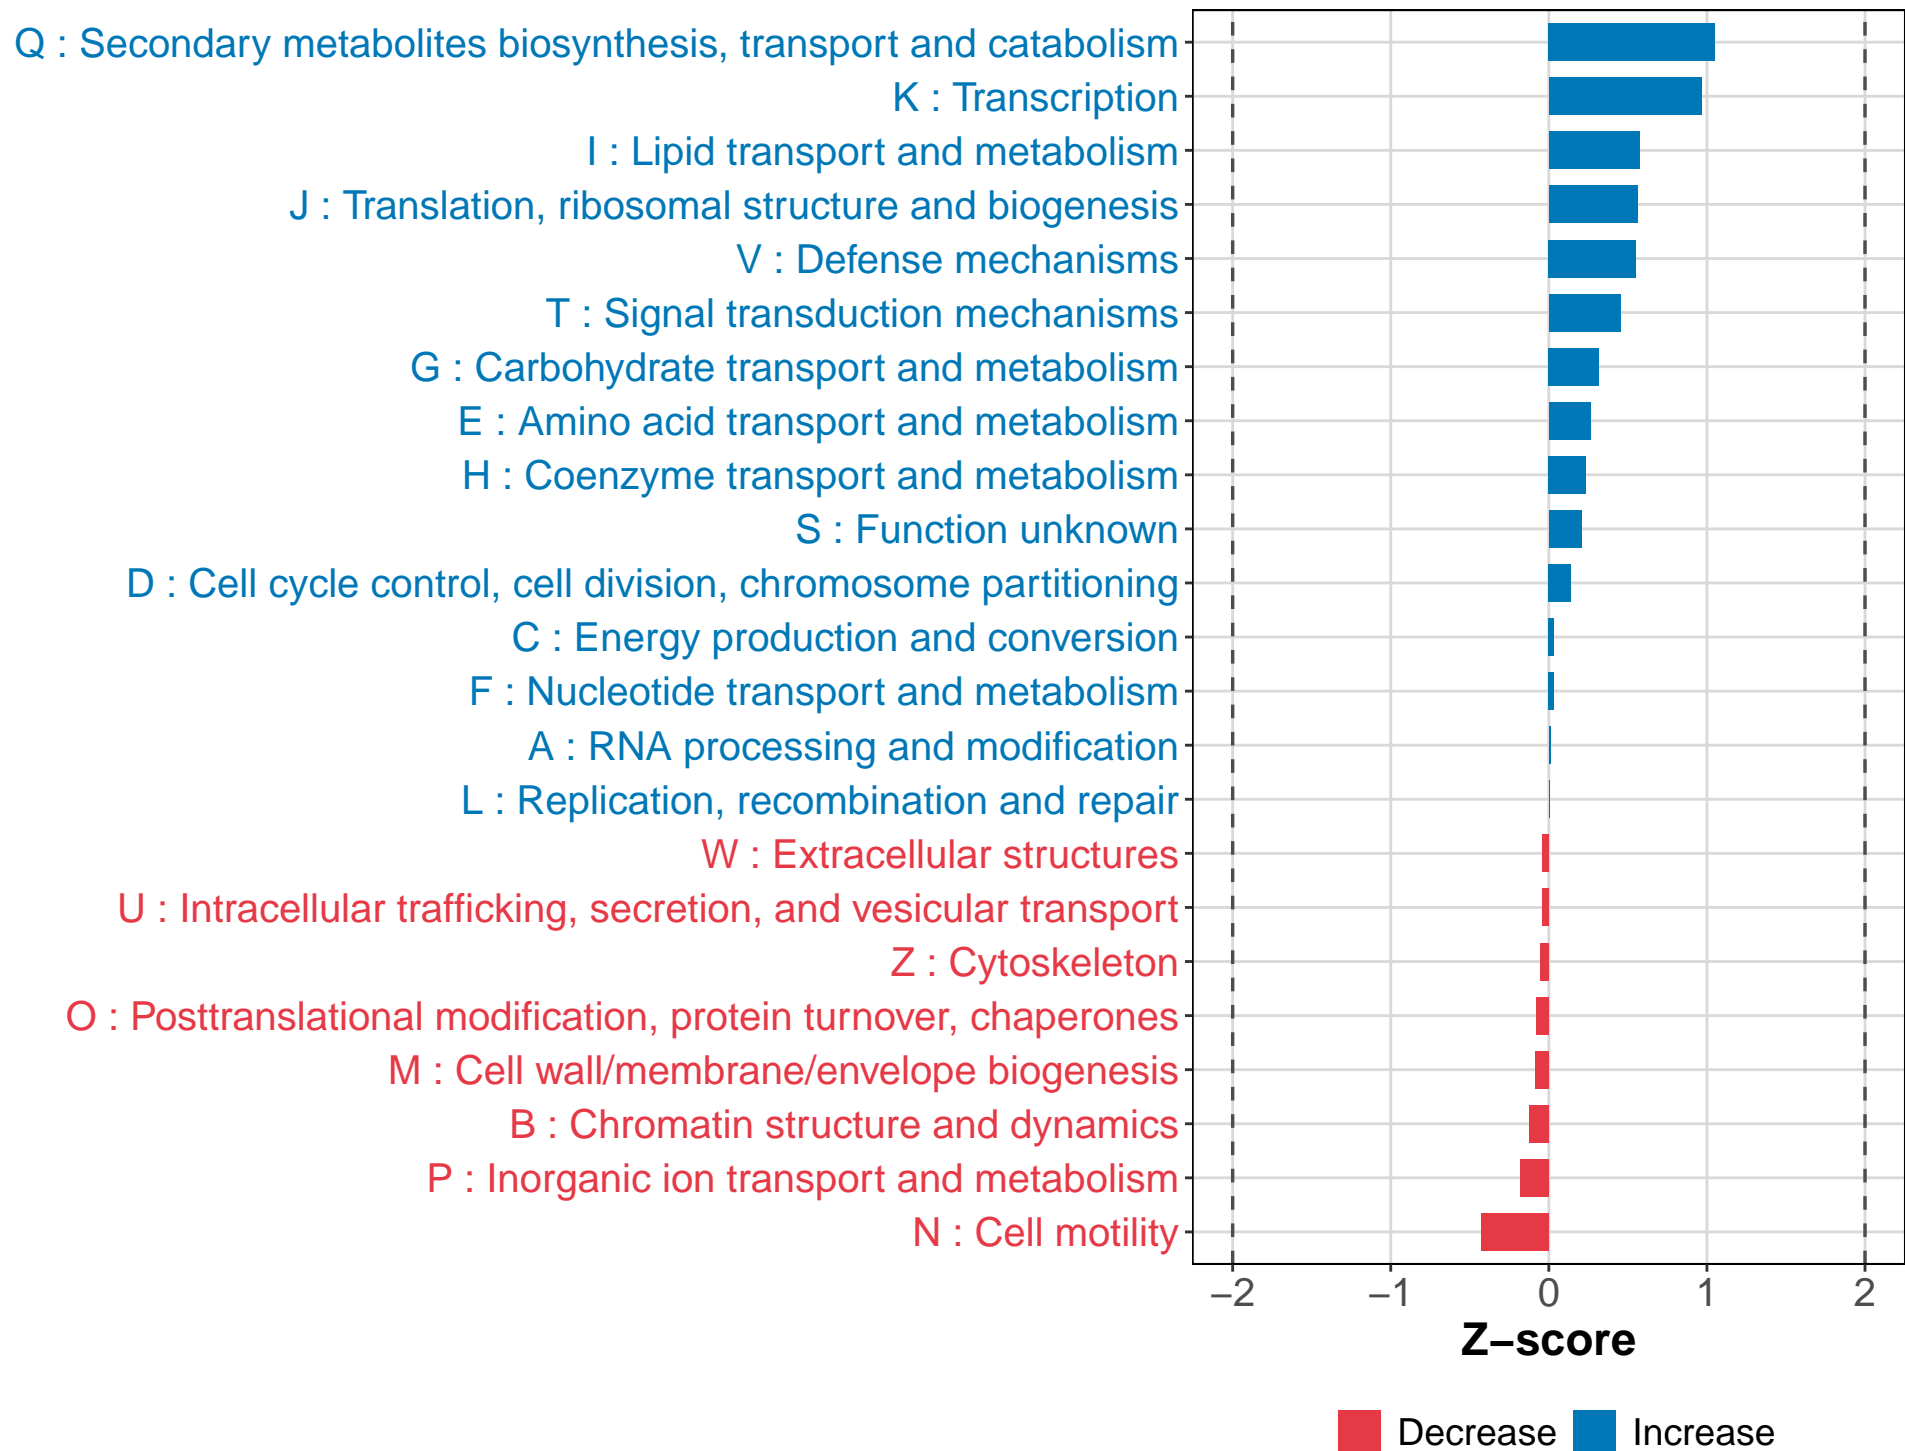 Q : Secondary metabolites biosynthesis, transport and catabolism
K : Transcription
I : Lipid transport and metabolism
J : Translation, ribosomal structure and biogenesis
V : Defense mechanisms
T : Signal transduction mechanisms
G : Carbohydrate transport and metabolism
E : Amino acid transport and metabolism
H : Coenzyme transport and metabolism
S : Function unknown
D : Cell cycle control, cell division, chromosome partitioning
C : Energy production and conversion
F : Nucleotide transport and metabolism
A : RNA processing and modification
L : Replication, recombination and repair
W : Extracellular structures
U : Intracellular trafficking, secretion, and vesicular transport
Z : Cytoskeleton
O : Posttranslational modification, protein turnover, chaperones
M : Cell wall/membrane/envelope biogenesis
B : Chromatin structure and dynamics
P : Inorganic ion transport and metabolism
N : Cell motility
−2 −1 0 1 2
Z−score
Decrease Increase